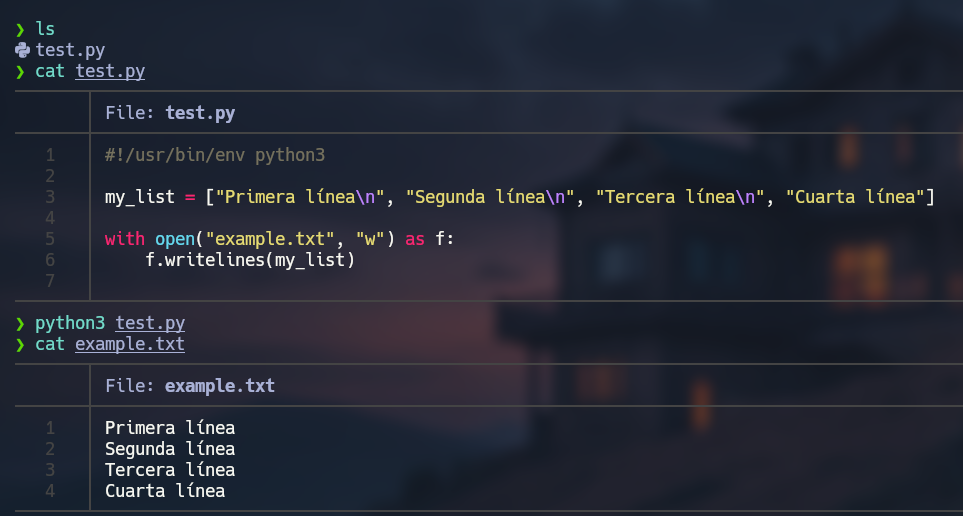 ❯ ls
test.py
❯ cat test.py
File: test.py
1 #!/usr/bin/env python3
2
3 my_list = ["Primera línea\n", "Segunda línea\n", "Tercera línea\n", "Cuarta línea"]
4
5 with open("example.txt", "w") as f:
6     f.writelines(my_list)
7
❯ python3 test.py
❯ cat example.txt
File: example.txt
1 Primera línea
2 Segunda línea
3 Tercera línea
4 Cuarta línea